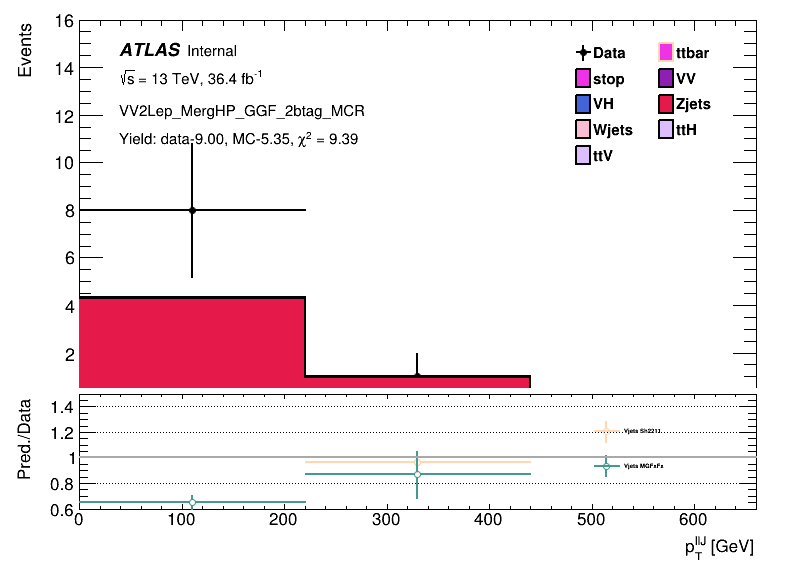 Events
16
14
12
10
8
6
4
2
ATLAS Internal
√s = 13 TeV, 36.4 fb⁻¹
VV2Lep_MergHP_GGF_2btag_MCR
Yield: data-9.00, MC-5.35, χ² = 9.39
Data ttbar
stop VV
VH Zjets
Wjets ttH
ttV
Pred./Data
1.4
1.2
1
0.8
0.6
Vjets Sh2211
Vjets MGFxFx
0 100 200 300 400 500 600
p_T^llJ [GeV]